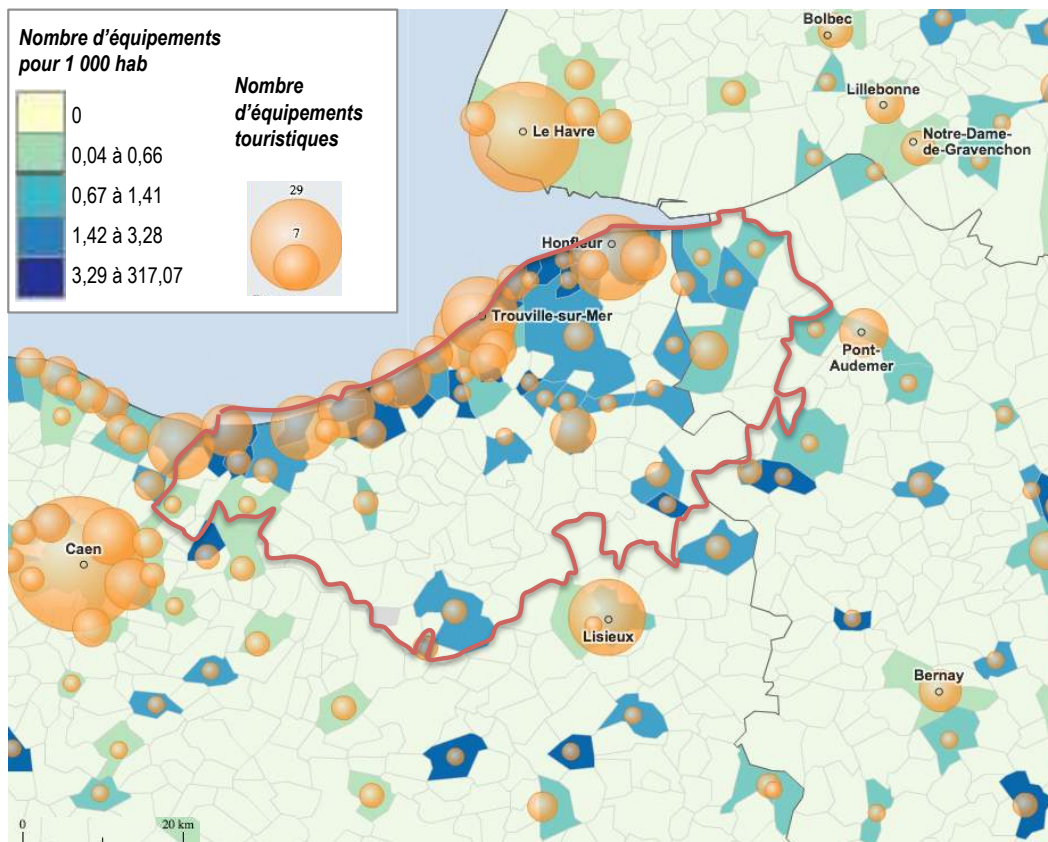 Nombre d'équipements
pour 1 000 hab
0
0,04 à 0,66
0,67 à 1,41
1,42 à 3,28
3,29 à 317,07
Nombre
d'équipements
touristiques
29
7
Bolbec
Lillebonne
Notre-Dame-
de-Gravenchon
Le Havre
Honfleur
Trouville-sur-Mer
Pont-
Audemer
Caen
Lisieux
Bernay
0
20 km